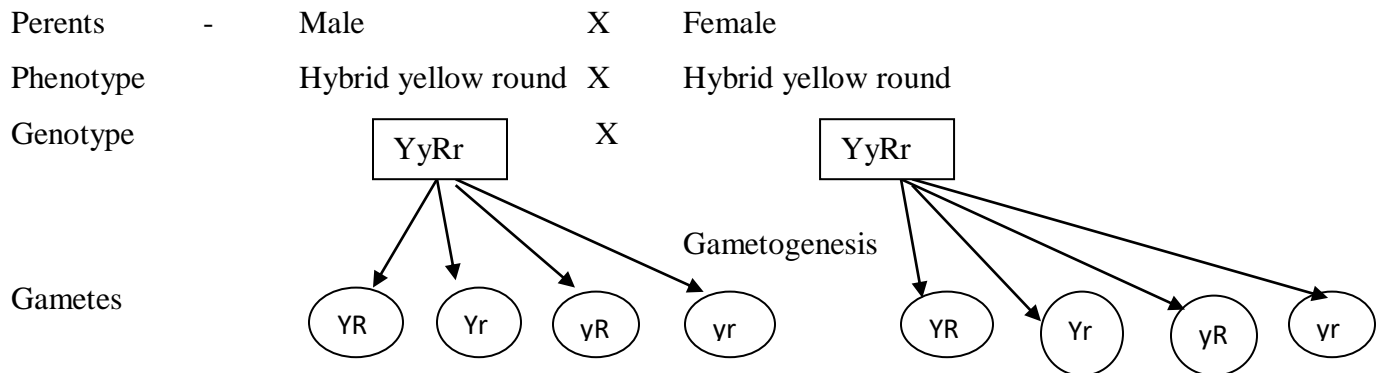 Perents - Male X Female
Phenotype Hybrid yellow round X Hybrid yellow round
Genotype YyRr X YyRr
Gametogenesis
Gametes YR Yr yR yr YR Yr yR yr